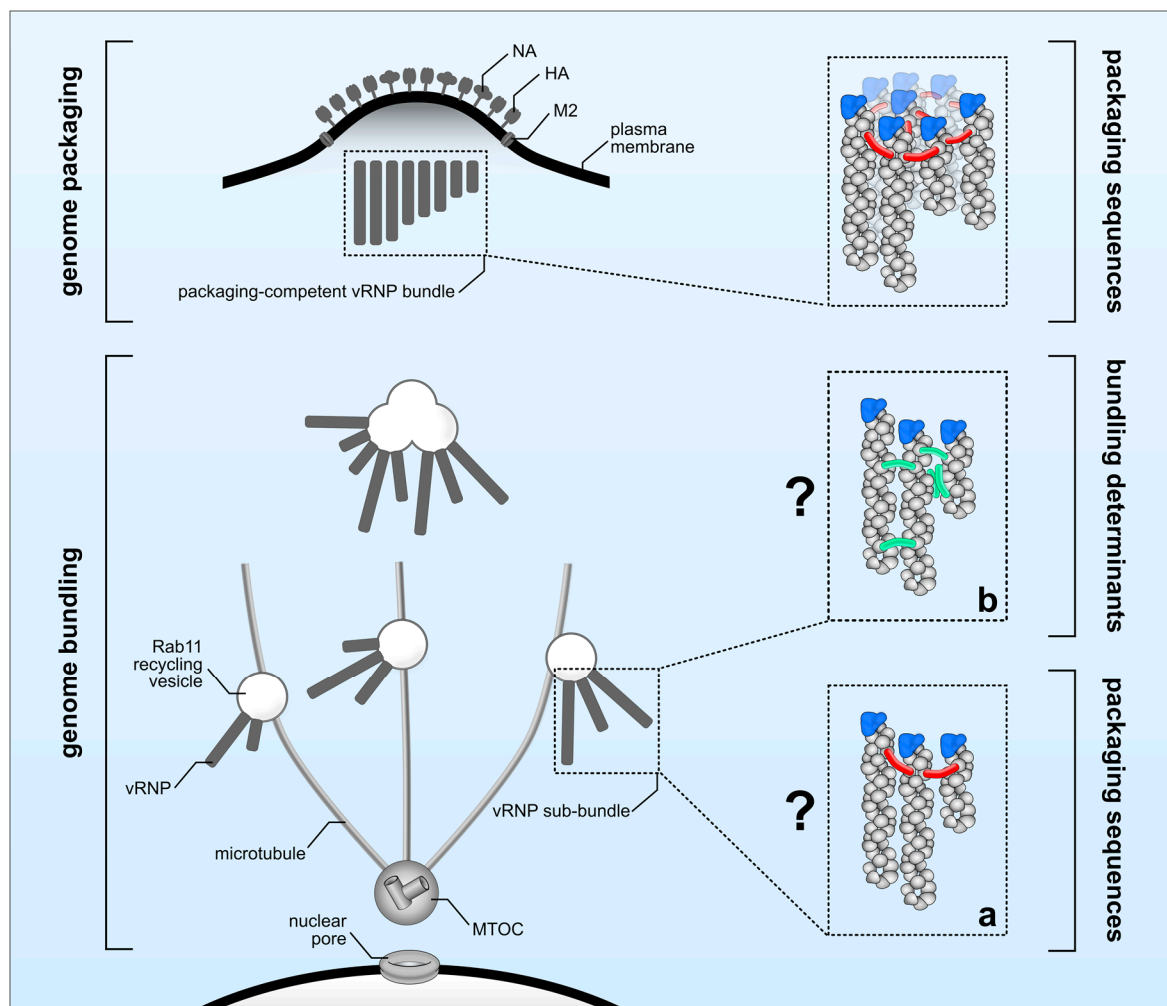 genome packaging
NA
HA
M2
plasma
membrane
packaging-competent vRNP bundle
packaging sequences
genome bundling
Rab11
recycling
vesicle
vRNP
microtubule
nuclear
pore
MTOC
vRNP sub-bundle
?
b
bundling determinants
?
a
packaging sequences